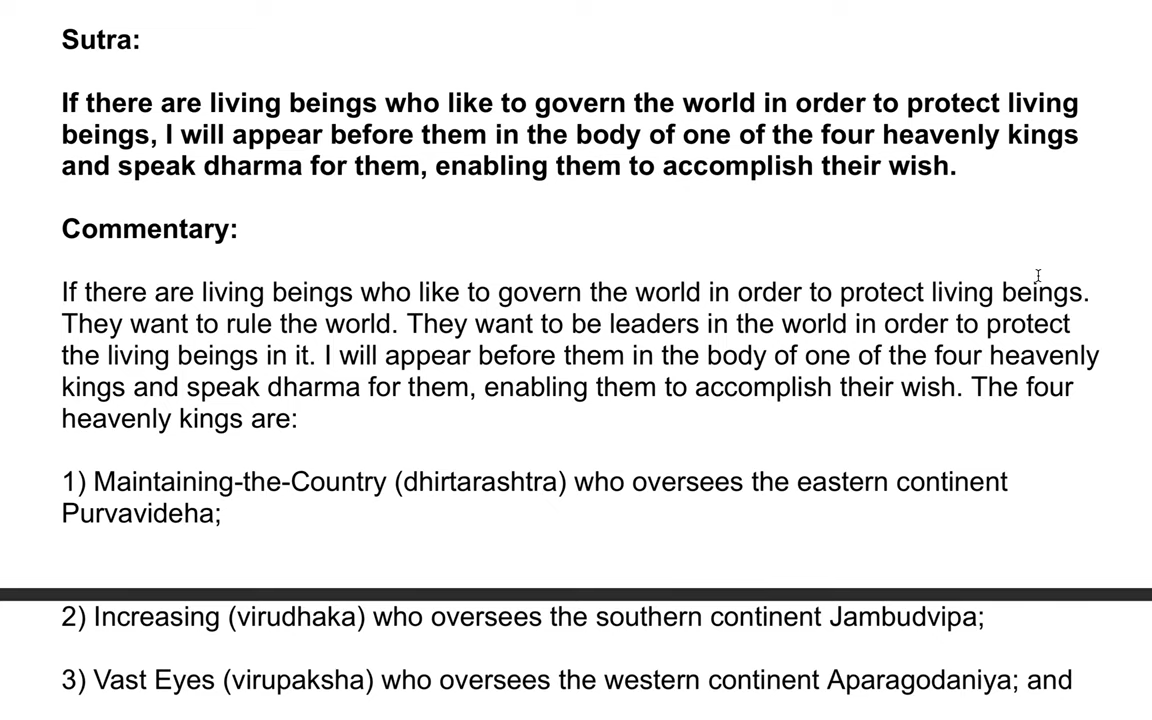 Sutra:
If there are living beings who like to govern the world in order to protect living
beings, I will appear before them in the body of one of the four heavenly kings
and speak dharma for them, enabling them to accomplish their wish.
Commentary:
If there are living beings who like to govern the world in order to protect living beings.
They want to rule the world. They want to be leaders in the world in order to protect
the living beings in it. I will appear before them in the body of one of the four heavenly
kings and speak dharma for them, enabling them to accomplish their wish. The four
heavenly kings are:
1) Maintaining-the-Country (dhirtarashtra) who oversees the eastern continent
Purvavideha;
2) Increasing (virudhaka) who oversees the southern continent Jambudvipa;
3) Vast Eyes (virupaksha) who oversees the western continent Aparagodaniya; and